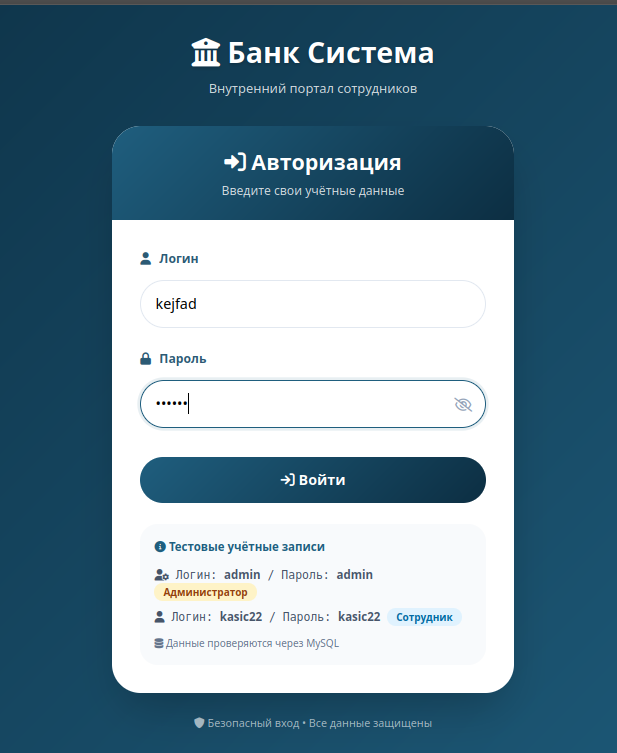 Банк Система
Внутренний портал сотрудников
Авторизация
Введите свои учётные данные
Логин
kejfad
Пароль
••••••
Войти
Тестовые учётные записи
Логин: admin / Пароль: admin
Администратор
Логин: kasic22 / Пароль: kasic22 Сотрудник
Данные проверяются через MySQL
Безопасный вход • Все данные защищены